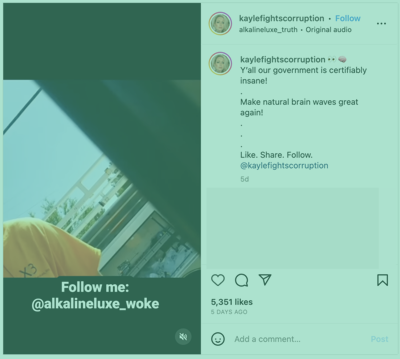 kaylefightscorruption • Follow
alkalineluxe_truth • Original audio
kaylefightscorruption 👀 🧠
Y'all our government is certifiably
insane!
.
Make natural brain waves great
again!
.
.
.
Like. Share. Follow.
@kaylefightscorruption
5d
X3
Follow me:
@alkalineluxe_woke
5,351 likes
5 DAYS AGO
Add a comment...
Post